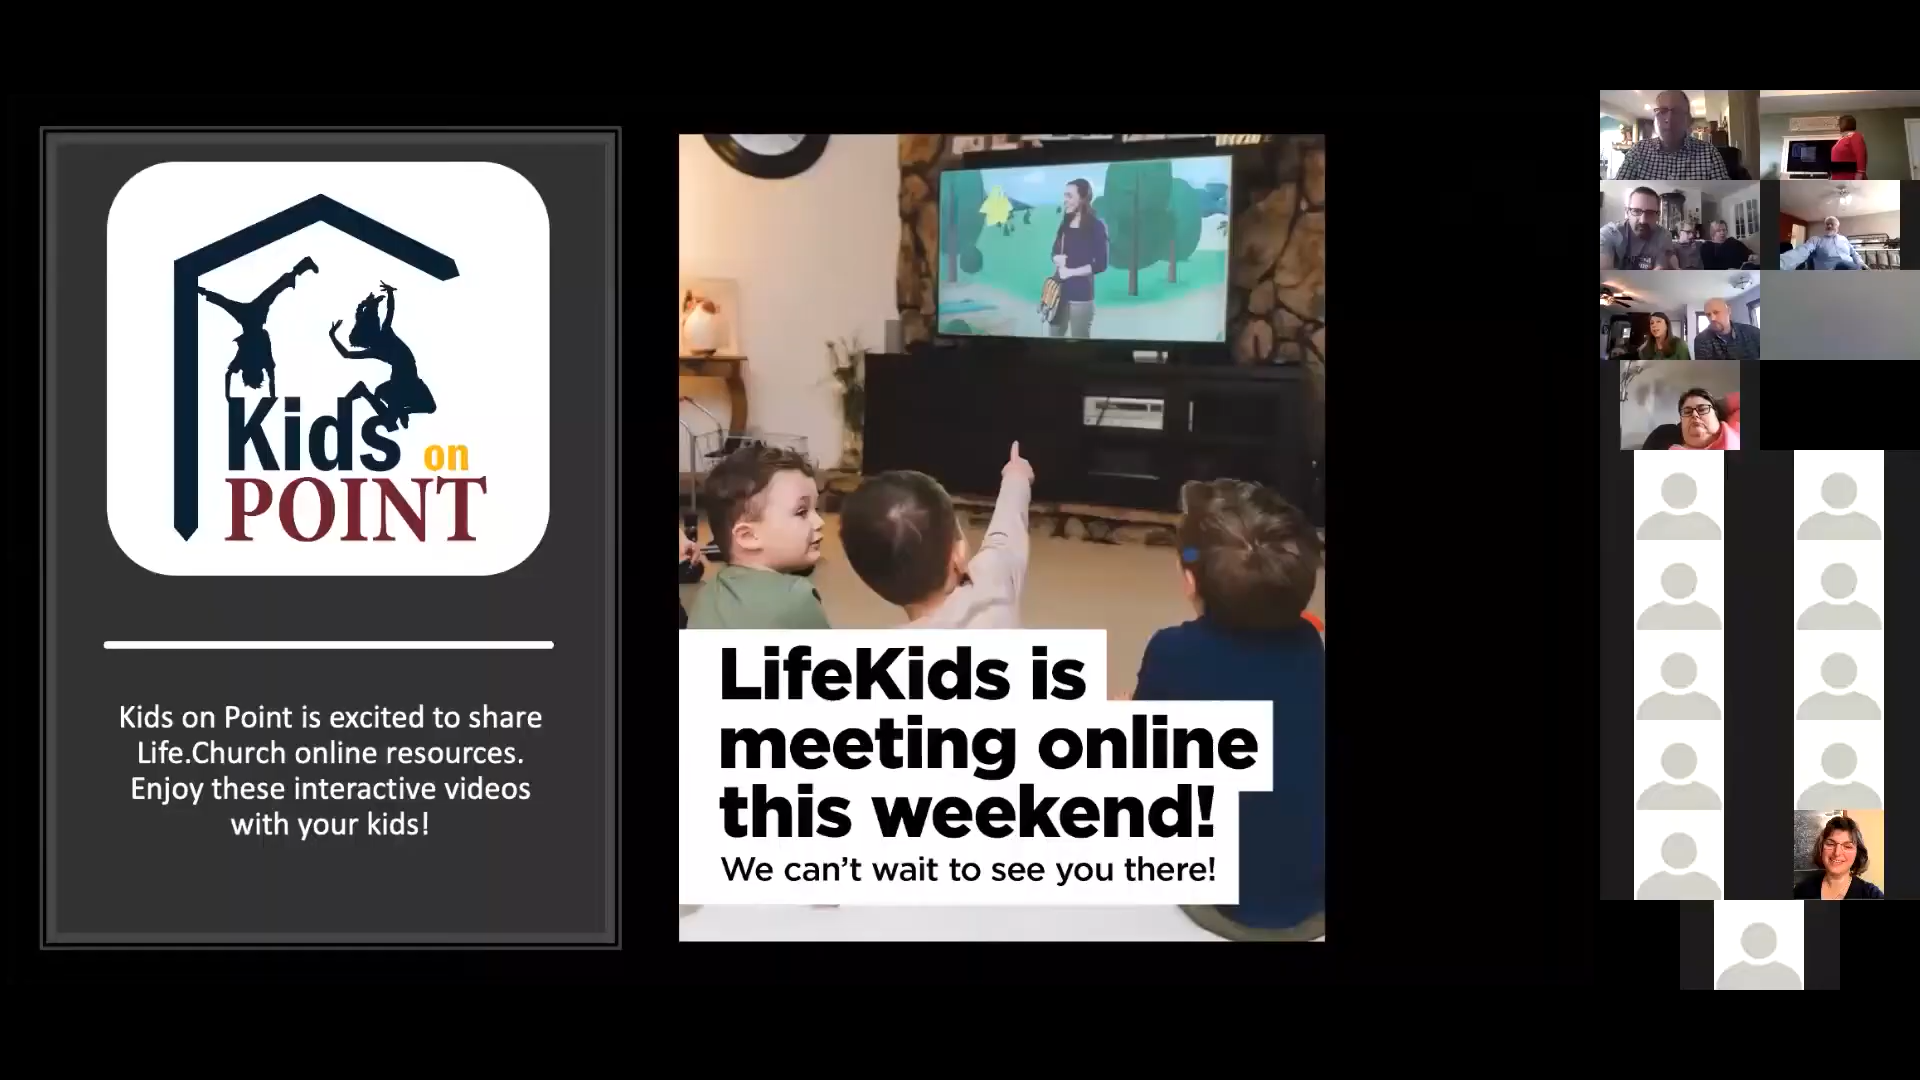 Kids on
POINT
Kids on Point is excited to share
Life.Church online resources.
Enjoy these interactive videos
with your kids!
LifeKids is
meeting online
this weekend!
We can't wait to see you there!